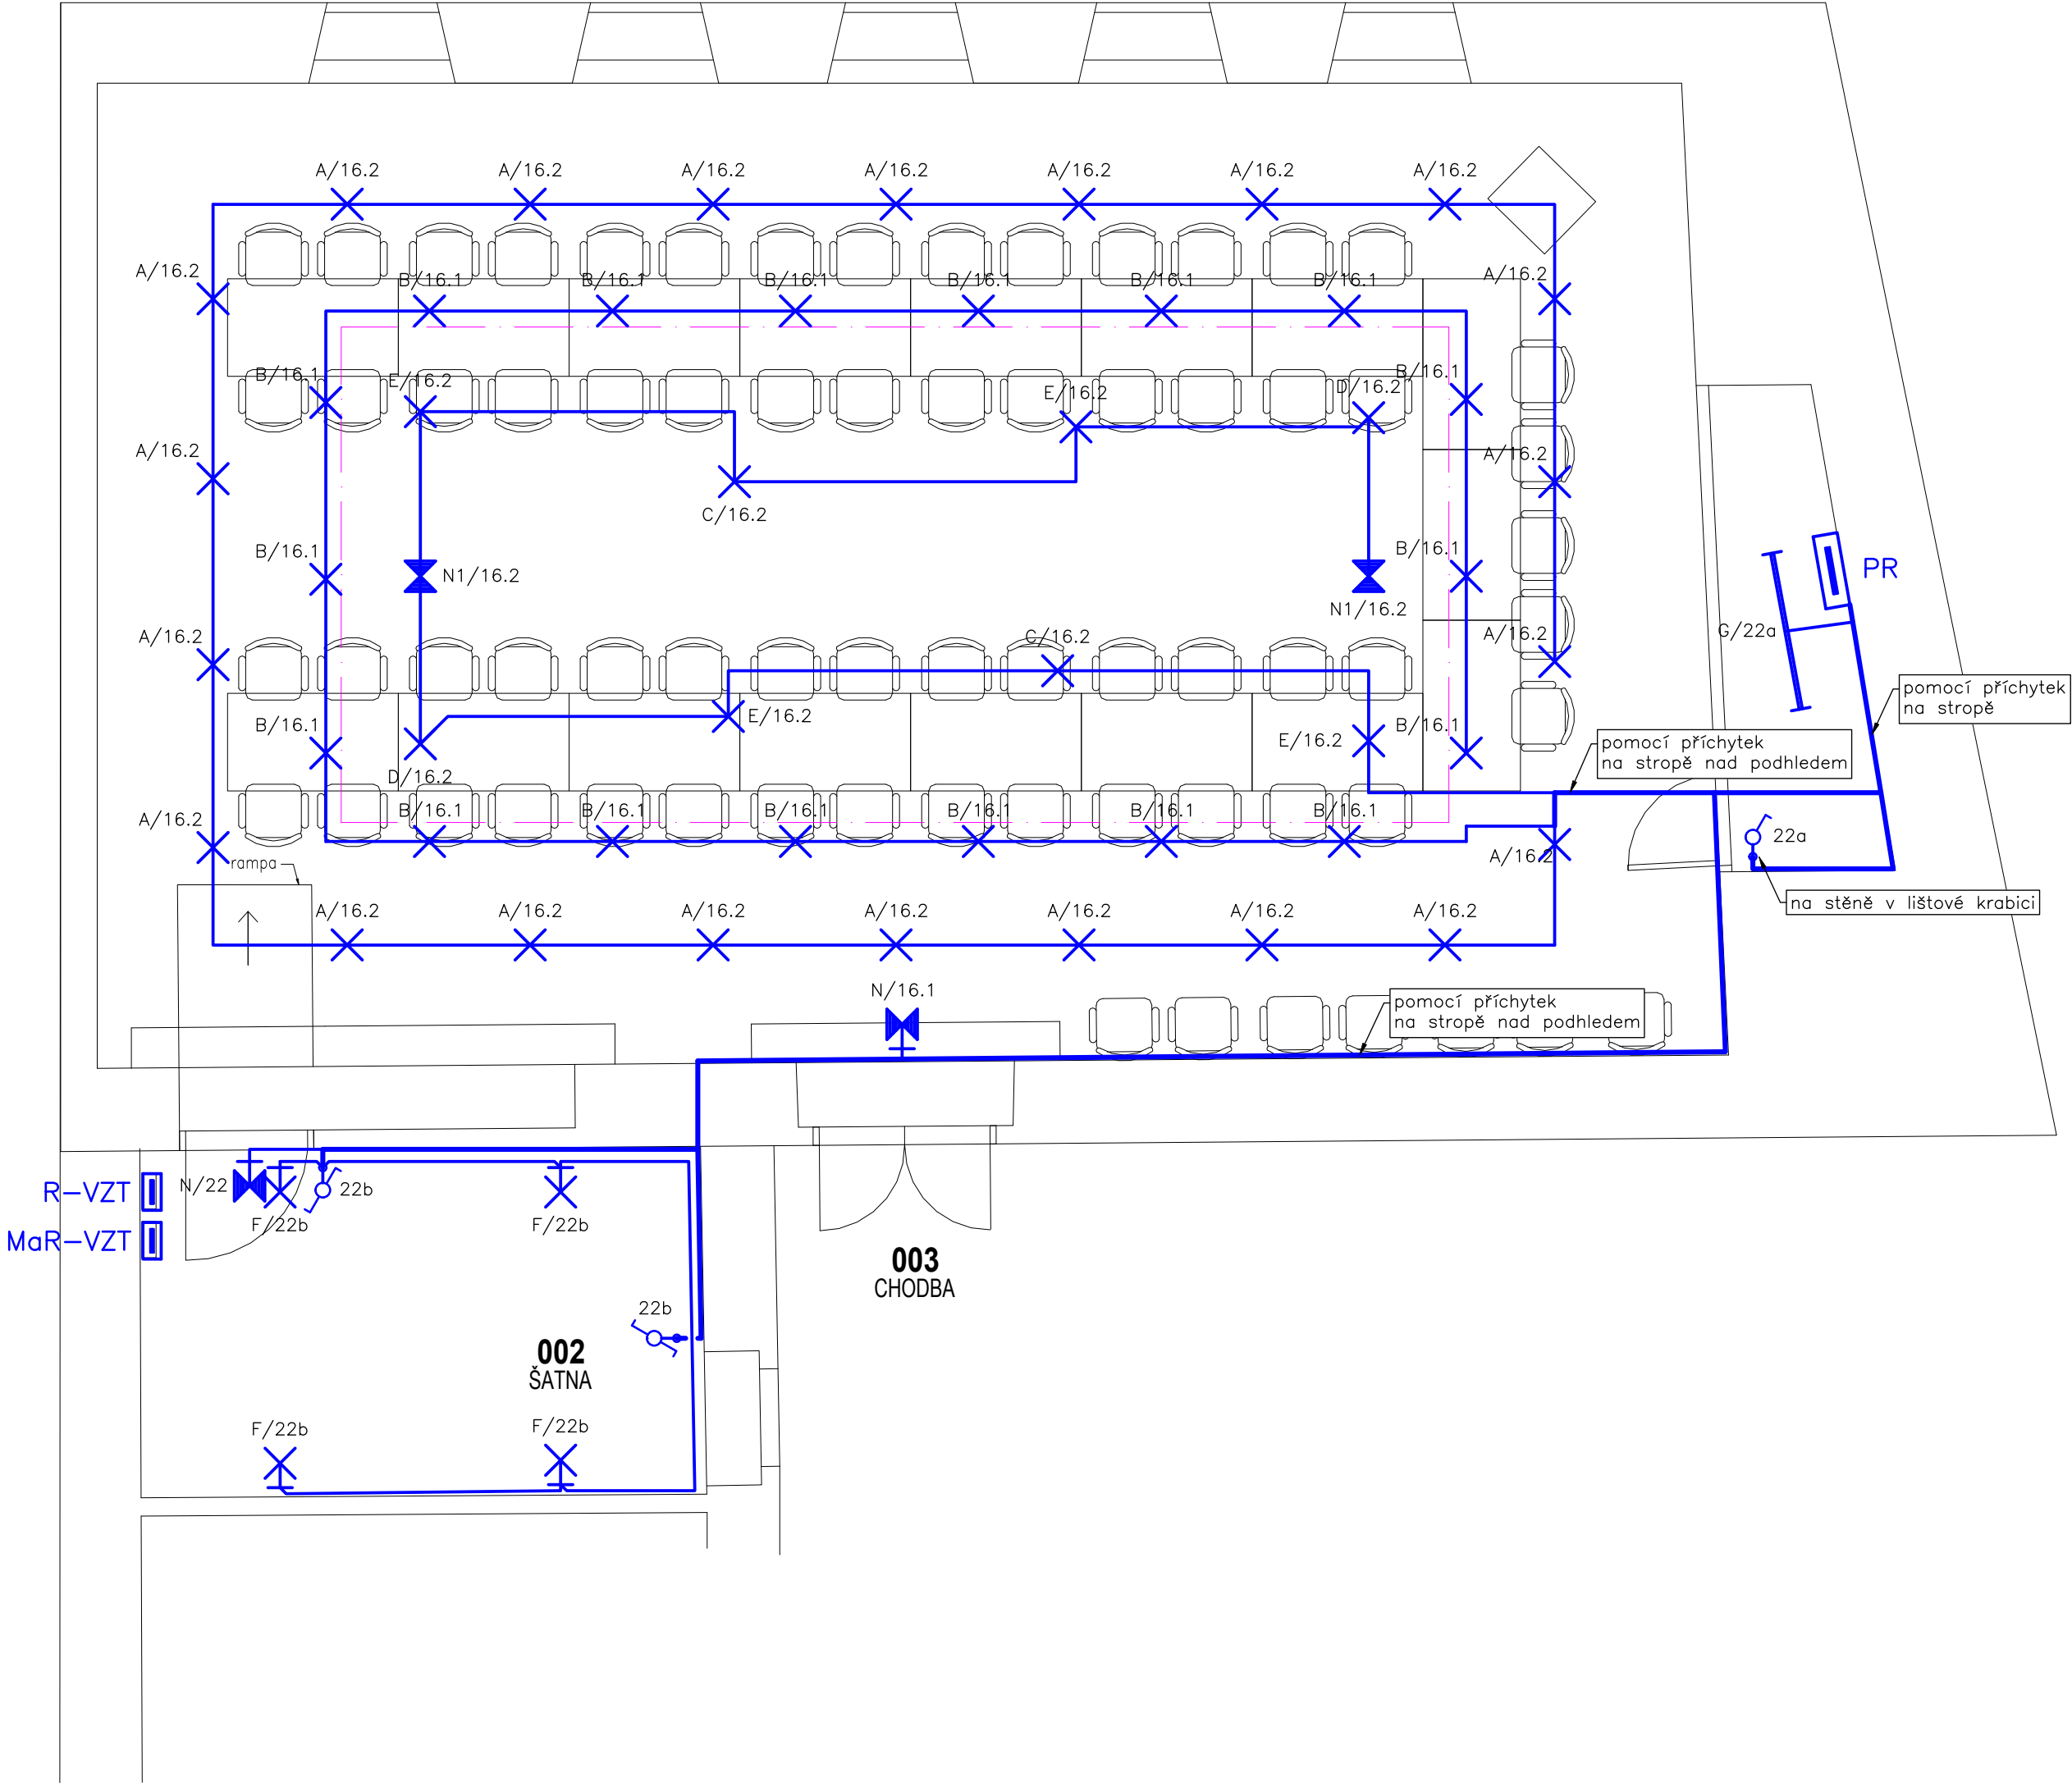 A/16.2 A/16.2 A/16.2 A/16.2 A/16.2 A/16.2 A/16.2
A/16.2 A/16.2
B/16.1 B/16.1 B/16.1 B/16.1 B/16.1 B/16.1
B/16.1 E/16.2 E/16.2 D/16.2 B/16.1
A/16.2 A/16.2
C/16.2
B/16.1 N1/16.2 B/16.1
N1/16.2
PR
A/16.2 C/16.2 A/16.2 G/22a
pomocí příchytek
na stropě
B/16.1 E/16.2 E/16.2 B/16.1
pomocí příchytek
na stropě nad podhledem
D/16.2
B/16.1 B/16.1 B/16.1 B/16.1 B/16.1 B/16.1
A/16.2 22a
rampa A/16.2
na stěně v lištové krabici
A/16.2 A/16.2 A/16.2 A/16.2 A/16.2 A/16.2 A/16.2
N/16.1
pomocí příchytek
na stropě nad podhledem
R-VZT N/22 22b
F/22b F/22b
MaR-VZT
003
CHODBA
22b
002
ŠATNA
F/22b F/22b